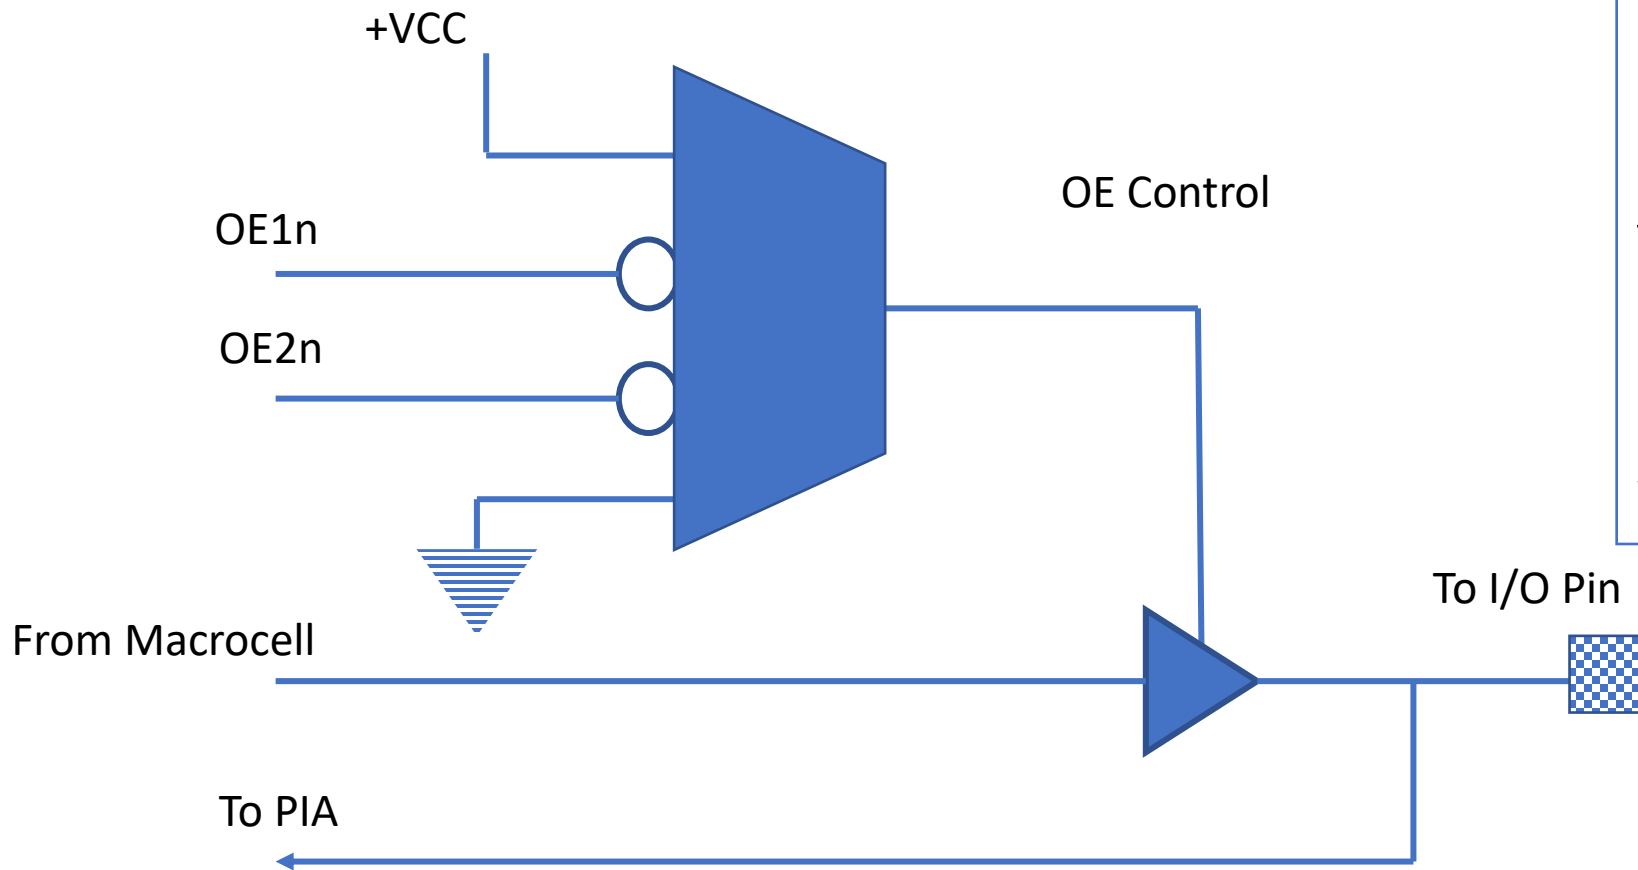 +VCC
OE Control
OE1n
OE2n
To I/O Pin
From Macrocell
To PIA